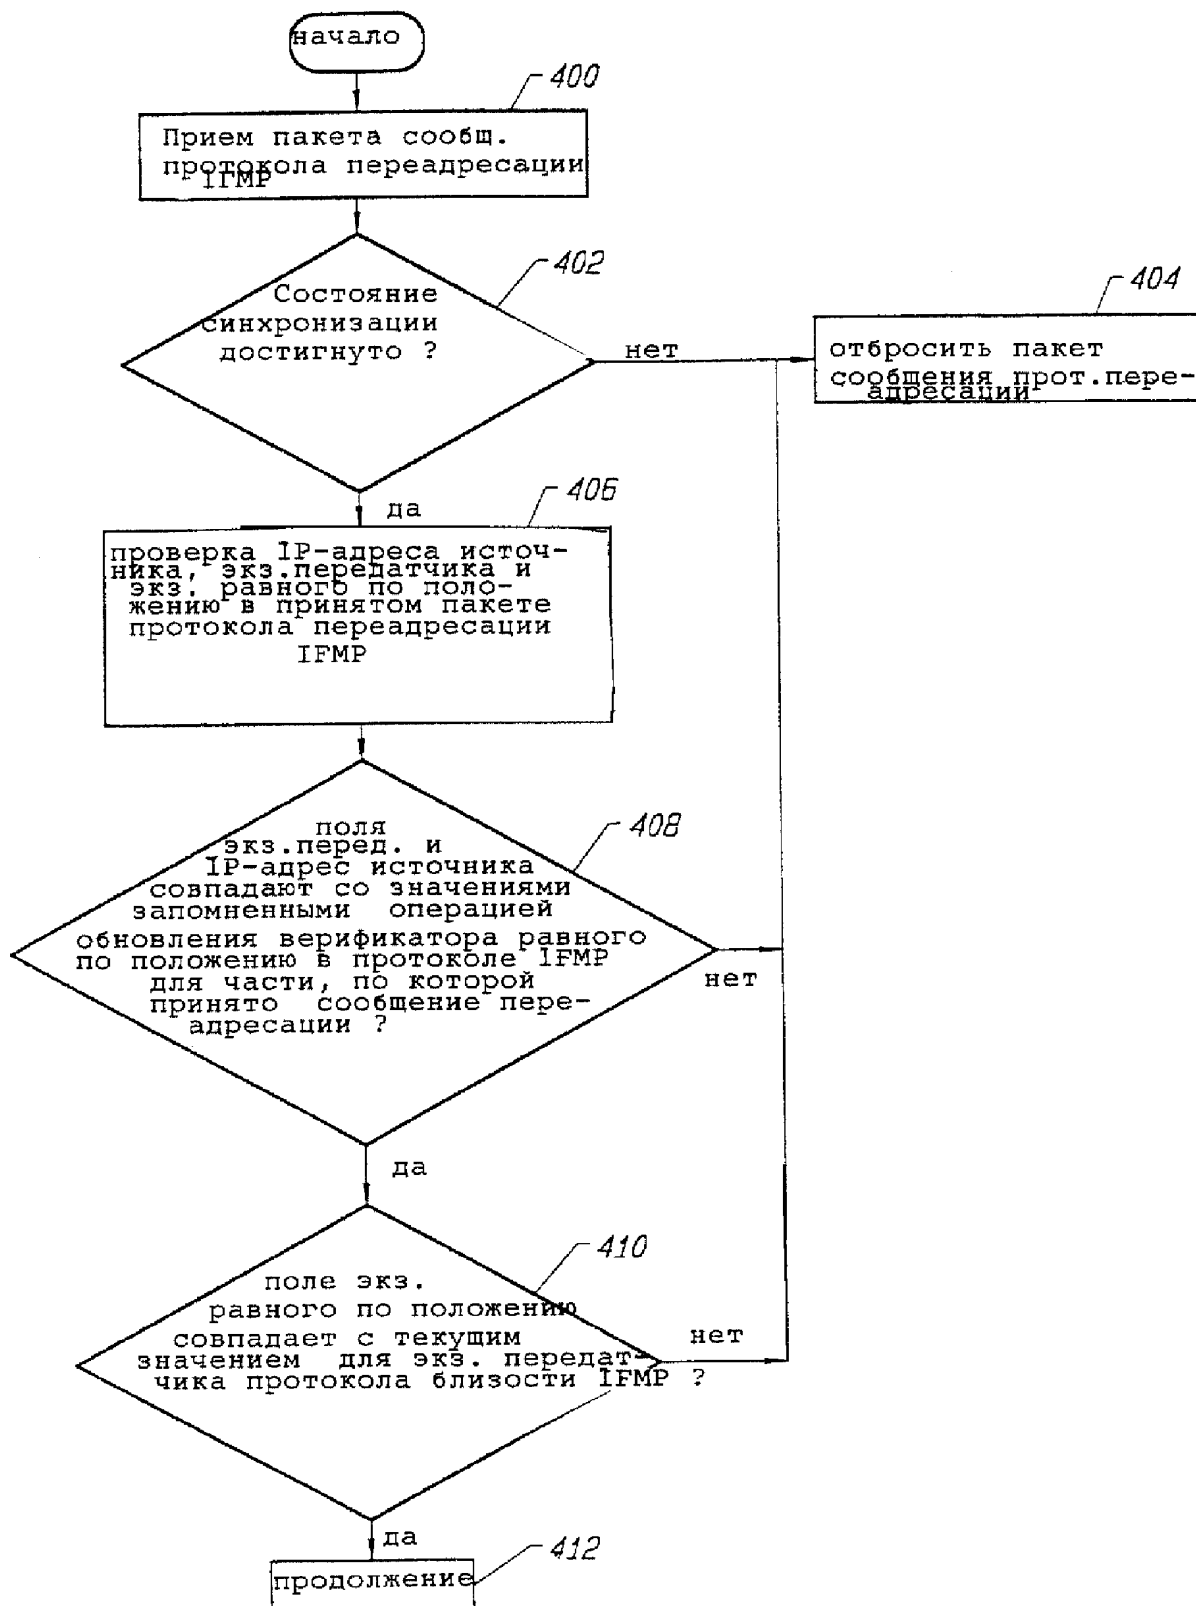 начало
400
Прием пакета сообщ.
протокола переадресации
IFMP
402
Состояние
синхронизации
достигнуто ?
нет
404
отбросить пакет
сообщения прот.пере-
адресации
да
406
проверка IP-адреса источ-
ника, экз.передатчика и
экз. равного по поло-
жению в принятом пакете
протокола переадресации
IFMP
408
поля
экз.перед. и
IP-адрес источника
совпадают со значениями
запомненными операцией
обновления верификатора равного
по положению в протоколе IFMP
для части, по которой
принято сообщение пере-
адресации ?
нет
да
410
поле экз.
равного по положению
совпадает с текущим
значением для экз. передат-
чика протокола близости IFMP ?
нет
да
412
продолжение